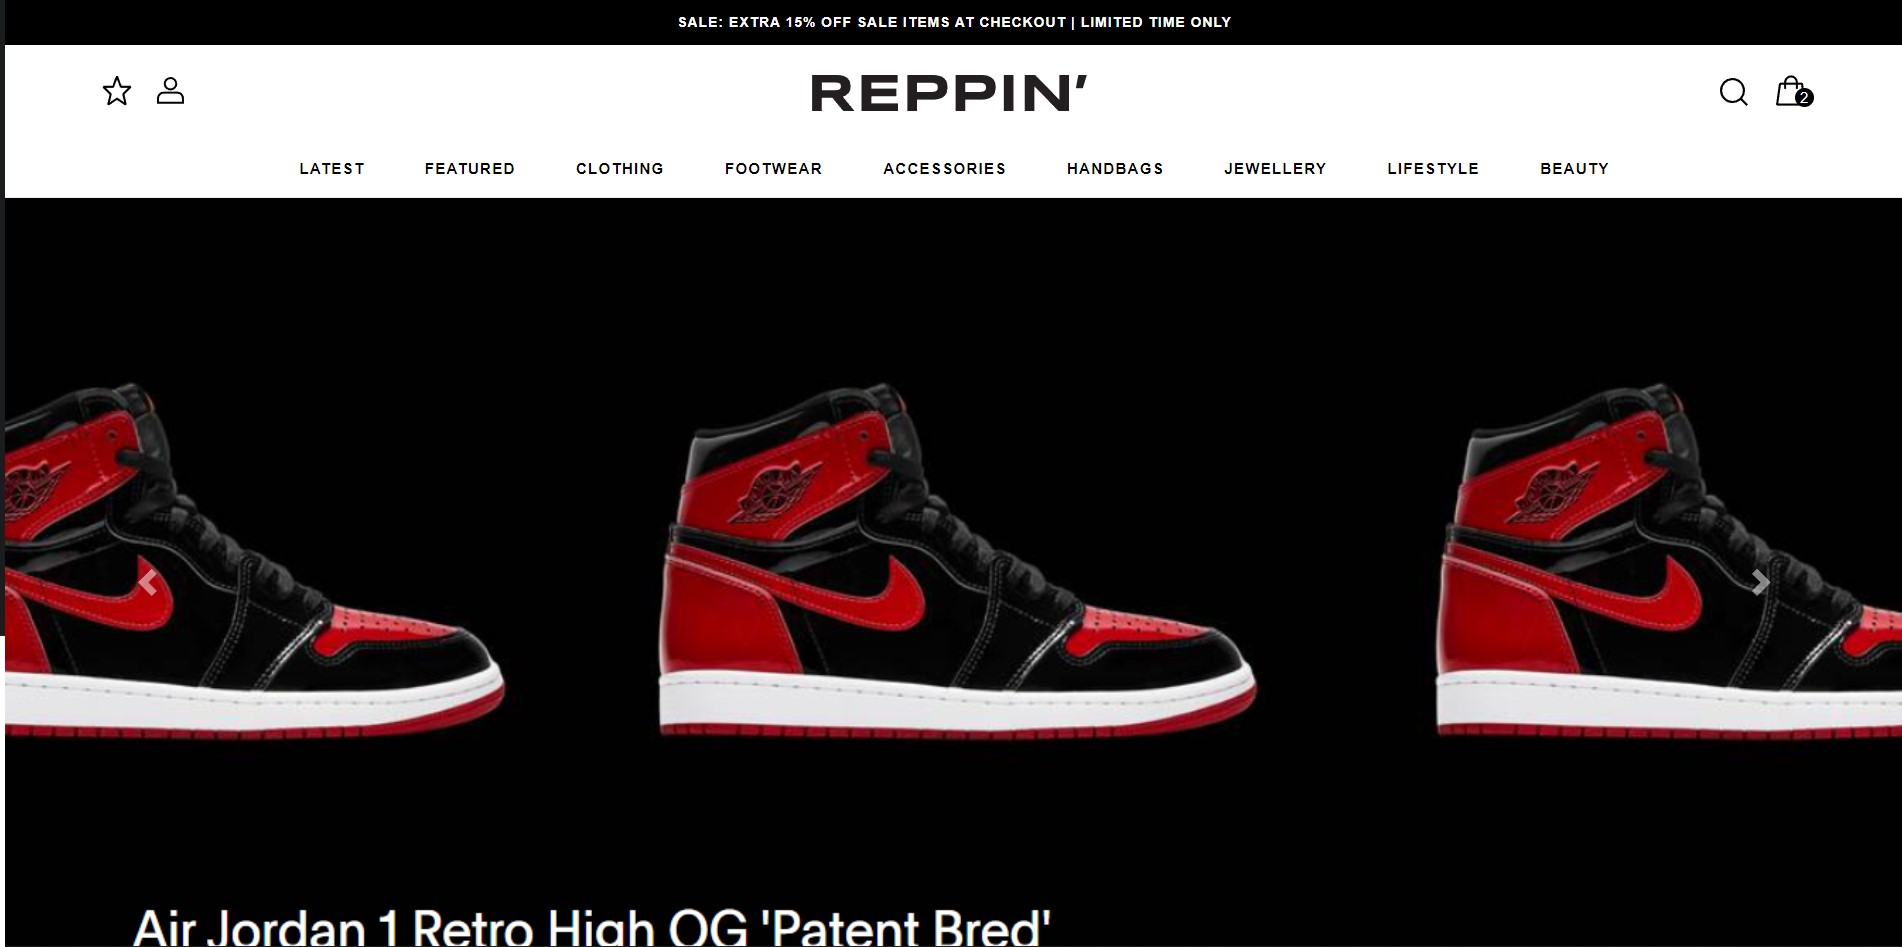 SALE: EXTRA 15% OFF SALE ITEMS AT CHECKOUT | LIMITED TIME ONLY
REPPIN’
2
LATEST FEATURED CLOTHING FOOTWEAR ACCESSORIES HANDBAGS JEWELLERY LIFESTYLE BEAUTY
Air Jordan 1 Retro High OG 'Patent Bred'